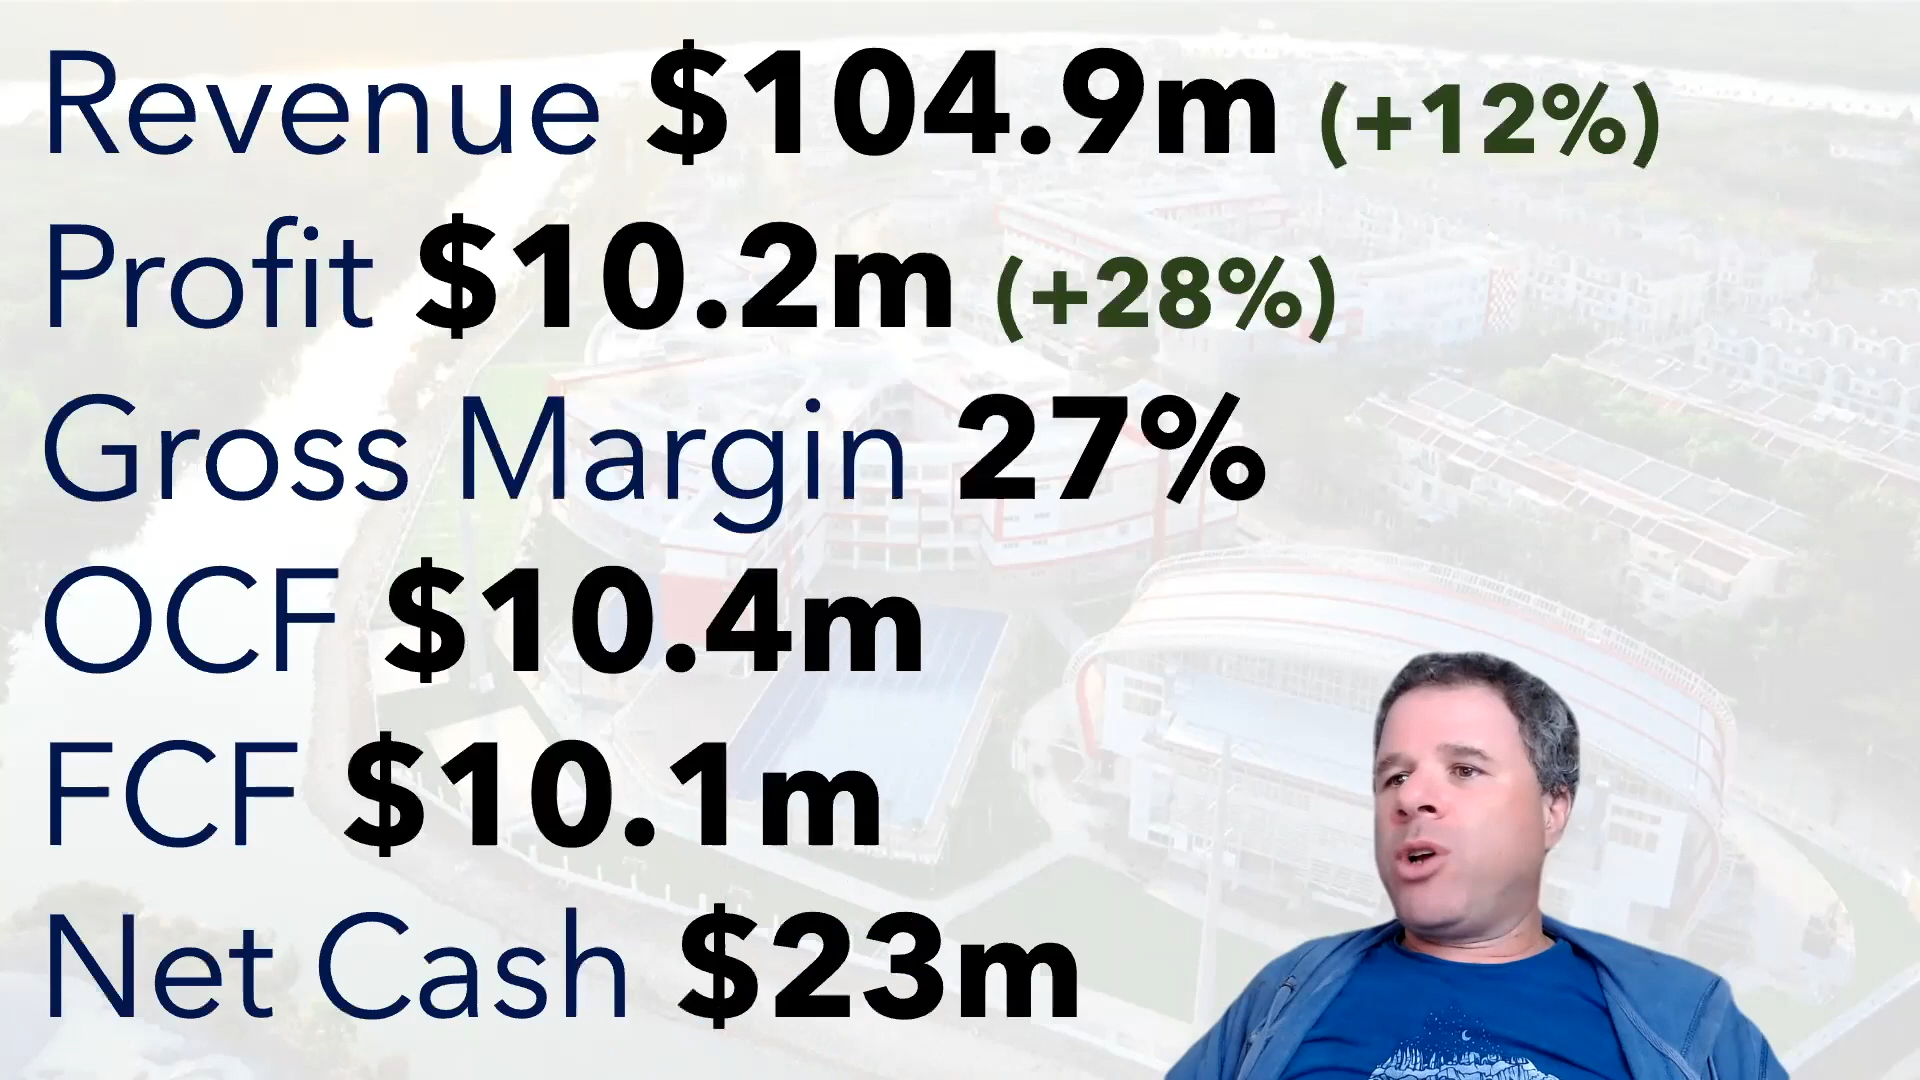 Revenue $104.9m (+12%)
Profit $10.2m (+28%)
Gross Margin 27%
OCF $10.4m
FCF $10.1m
Net Cash $23m